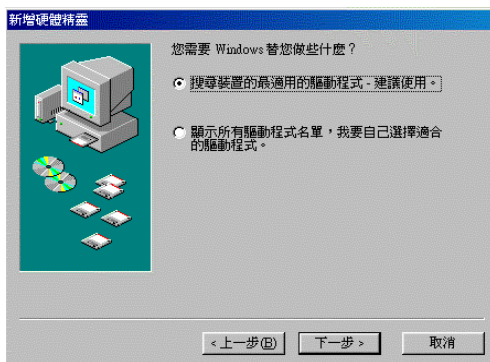 新增硬體精靈
您需要 Windows 替您做些什麼？
搜尋裝置的最適用的驅動程式 - 建議使用。
顯示所有驅動程式名單，我要自己選擇適合
的驅動程式。
< 上一步(B)
下一步 >
取消